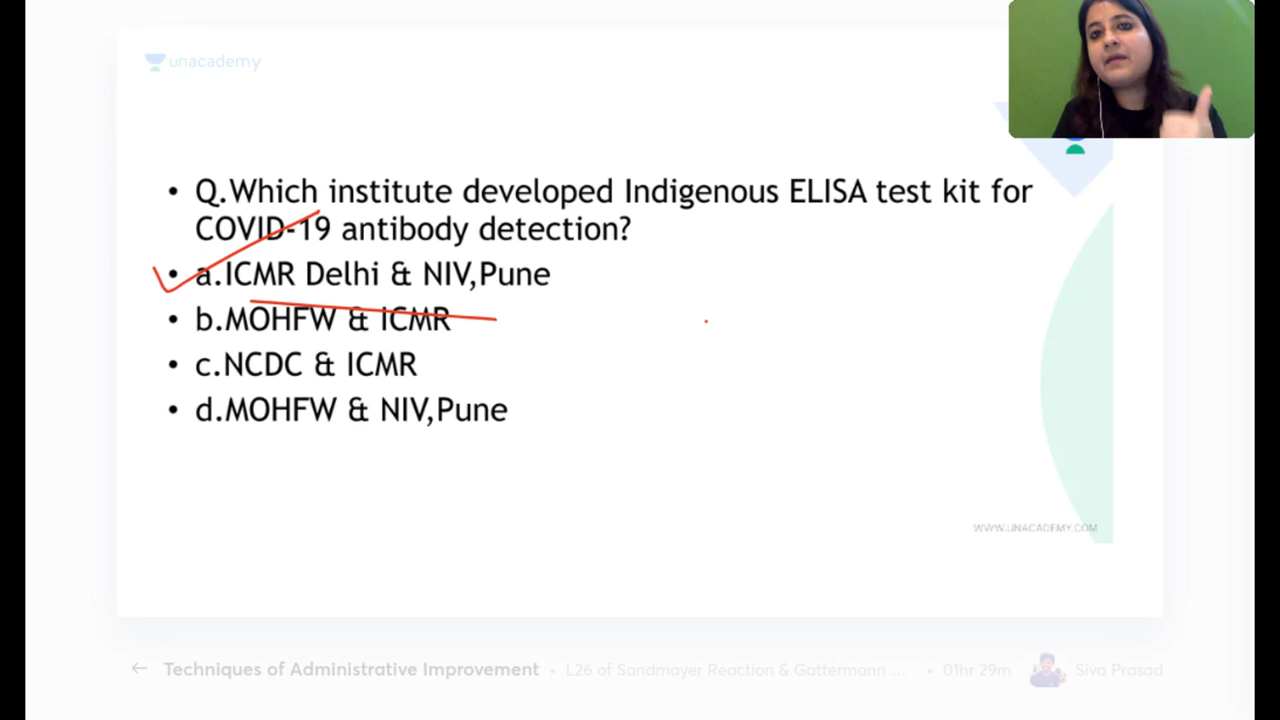 unacademy
• Q.Which institute developed Indigenous ELISA test kit for
COVID-19 antibody detection?
• a.ICMR Delhi & NIV,Pune
• b.MOHFW & ICMR
• c.NCDC & ICMR
• d.MOHFW & NIV,Pune
WWW.UNACADEMY.COM
← Techniques of Administrative Improvement • L26 of Sandmayer Reaction & Gattermann ... • 01hr 29m Siva Prasad